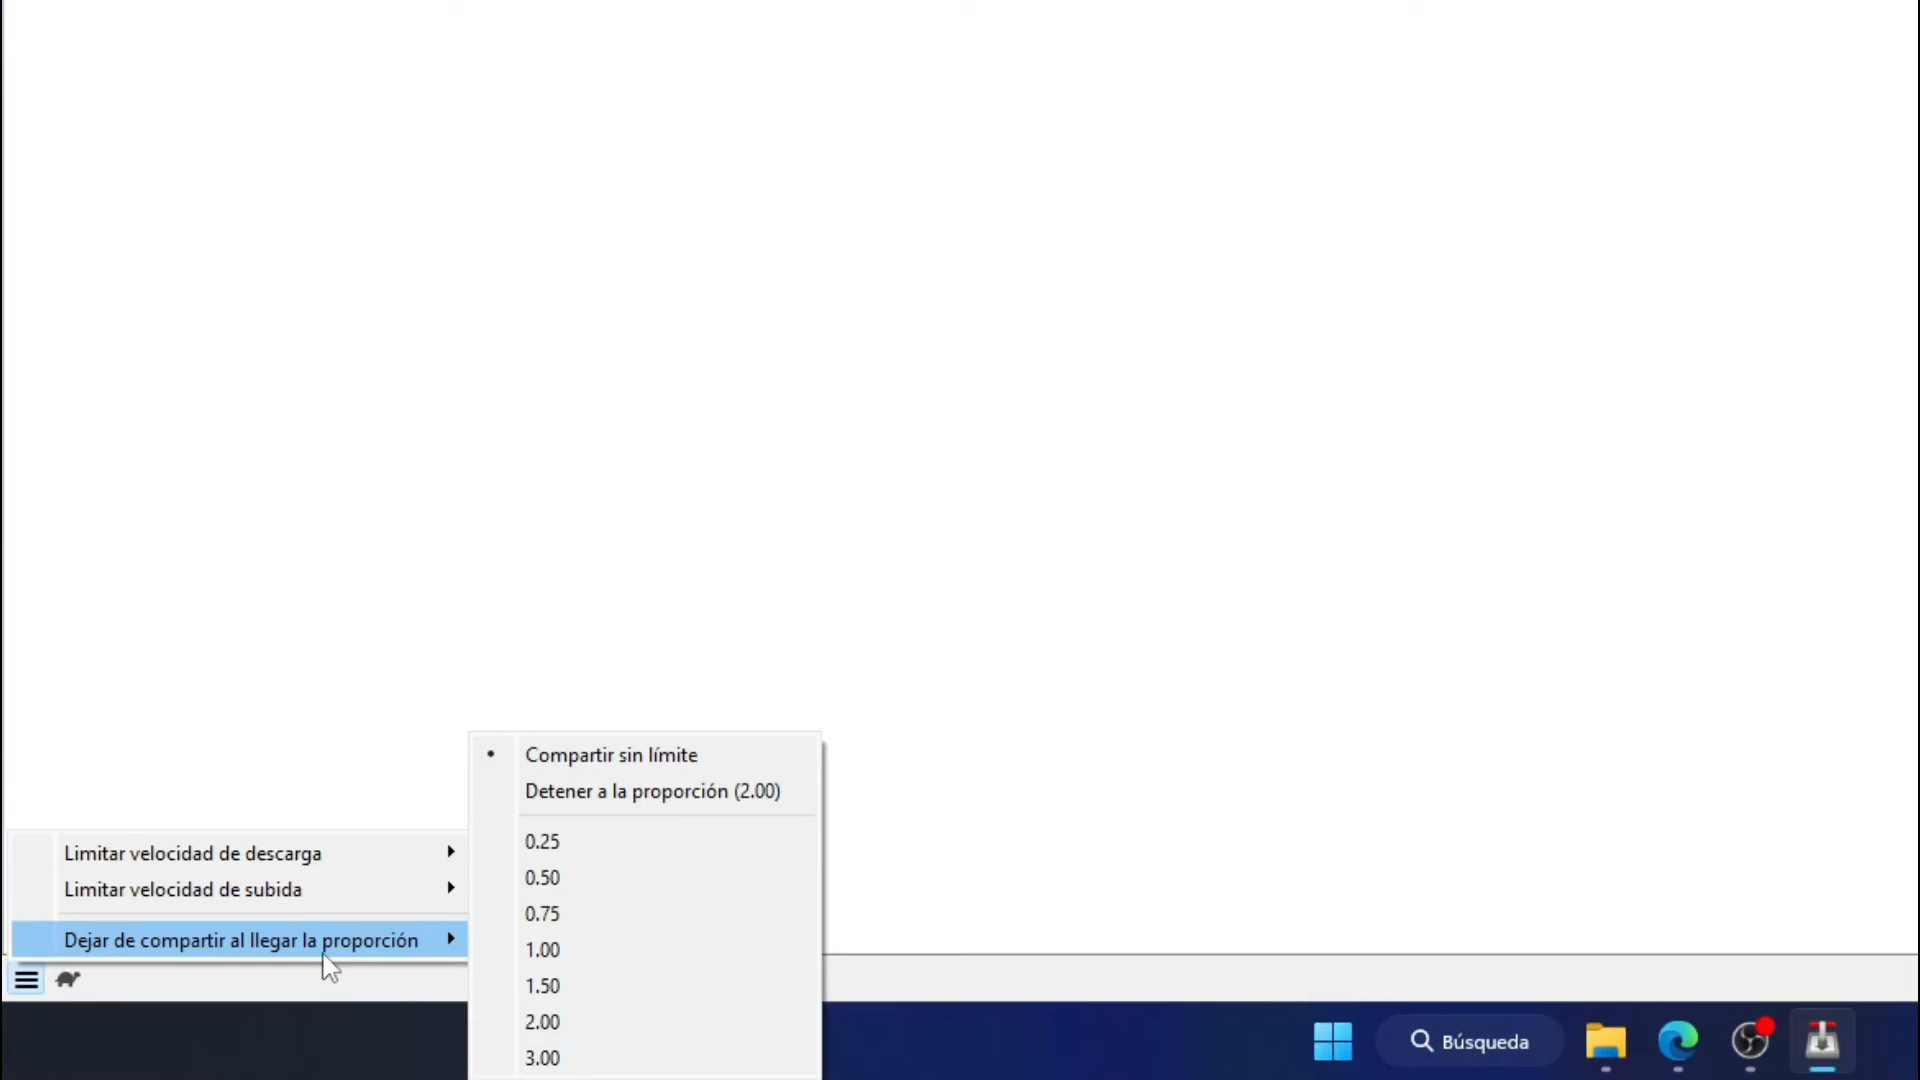 Compartir sin límite
Detener a la proporción (2.00)
0.25
0.50
0.75
1.00
1.50
2.00
3.00
Limitar velocidad de descarga
Limitar velocidad de subida
Dejar de compartir al llegar la proporción
Búsqueda